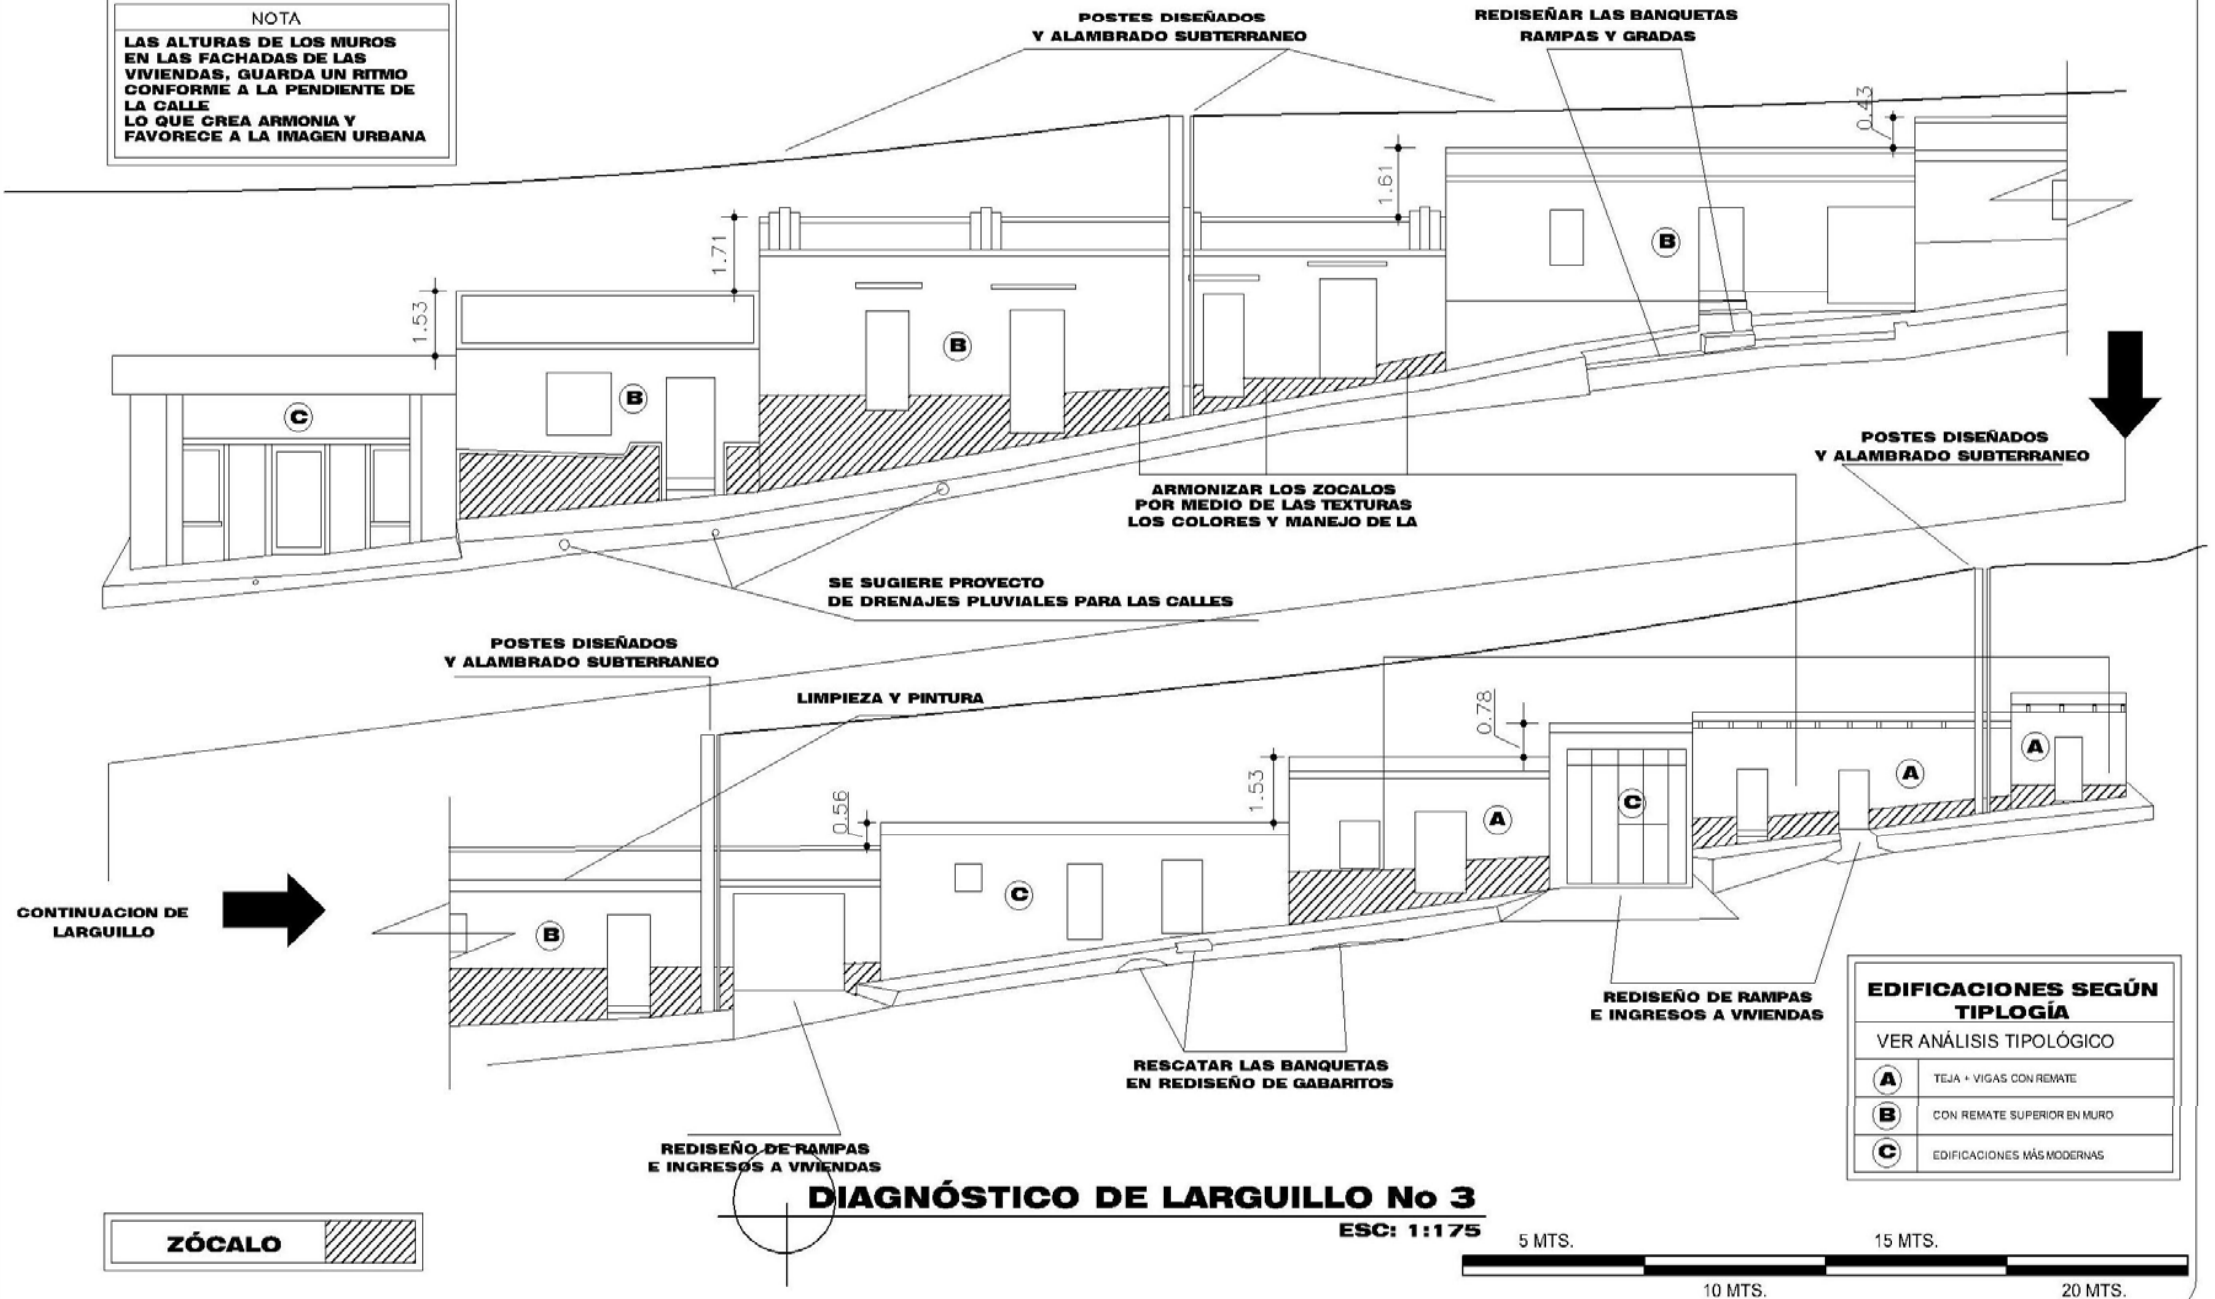 NOTA
LAS ALTURAS DE LOS MUROS
EN LAS FACHADAS DE LAS
VIVIENDAS, GUARDA UN RITMO
CONFORME A LA PENDIENTE DE
LA CALLE
LO QUE CREA ARMONIA Y
FAVORECE A LA IMAGEN URBANA
POSTES DISEÑADOS
Y ALAMBRADO SUBTERRANEO
REDISEÑAR LAS BANQUETAS
RAMPAS Y GRADAS
0.43
1.61
1.71
1.53
B
B
B
C
POSTES DISEÑADOS
Y ALAMBRADO SUBTERRANEO
ARMONIZAR LOS ZOCALOS
POR MEDIO DE LAS TEXTURAS
LOS COLORES Y MANEJO DE LA
SE SUGIERE PROYECTO
DE DRENAJES PLUVIALES PARA LAS CALLES
POSTES DISEÑADOS
Y ALAMBRADO SUBTERRANEO
LIMPIEZA Y PINTURA
0.78
1.53
0.56
A
A
C
A
C
B
CONTINUACION DE
LARGUILLO
REDISEÑO DE RAMPAS
E INGRESOS A VIVIENDAS
RESCATAR LAS BANQUETAS
EN REDISEÑO DE GABARITOS
REDISEÑO DE RAMPAS
E INGRESOS A VIVIENDAS
EDIFICACIONES SEGÚN
TIPLOGÍA
VER ANÁLISIS TIPOLÓGICO
A TEJA + VIGAS CON REMATE
B CON REMATE SUPERIOR EN MURO
C EDIFICACIONES MÁS MODERNAS
DIAGNÓSTICO DE LARGUILLO No 3
ESC: 1:175
ZÓCALO
5 MTS. 15 MTS.
10 MTS. 20 MTS.